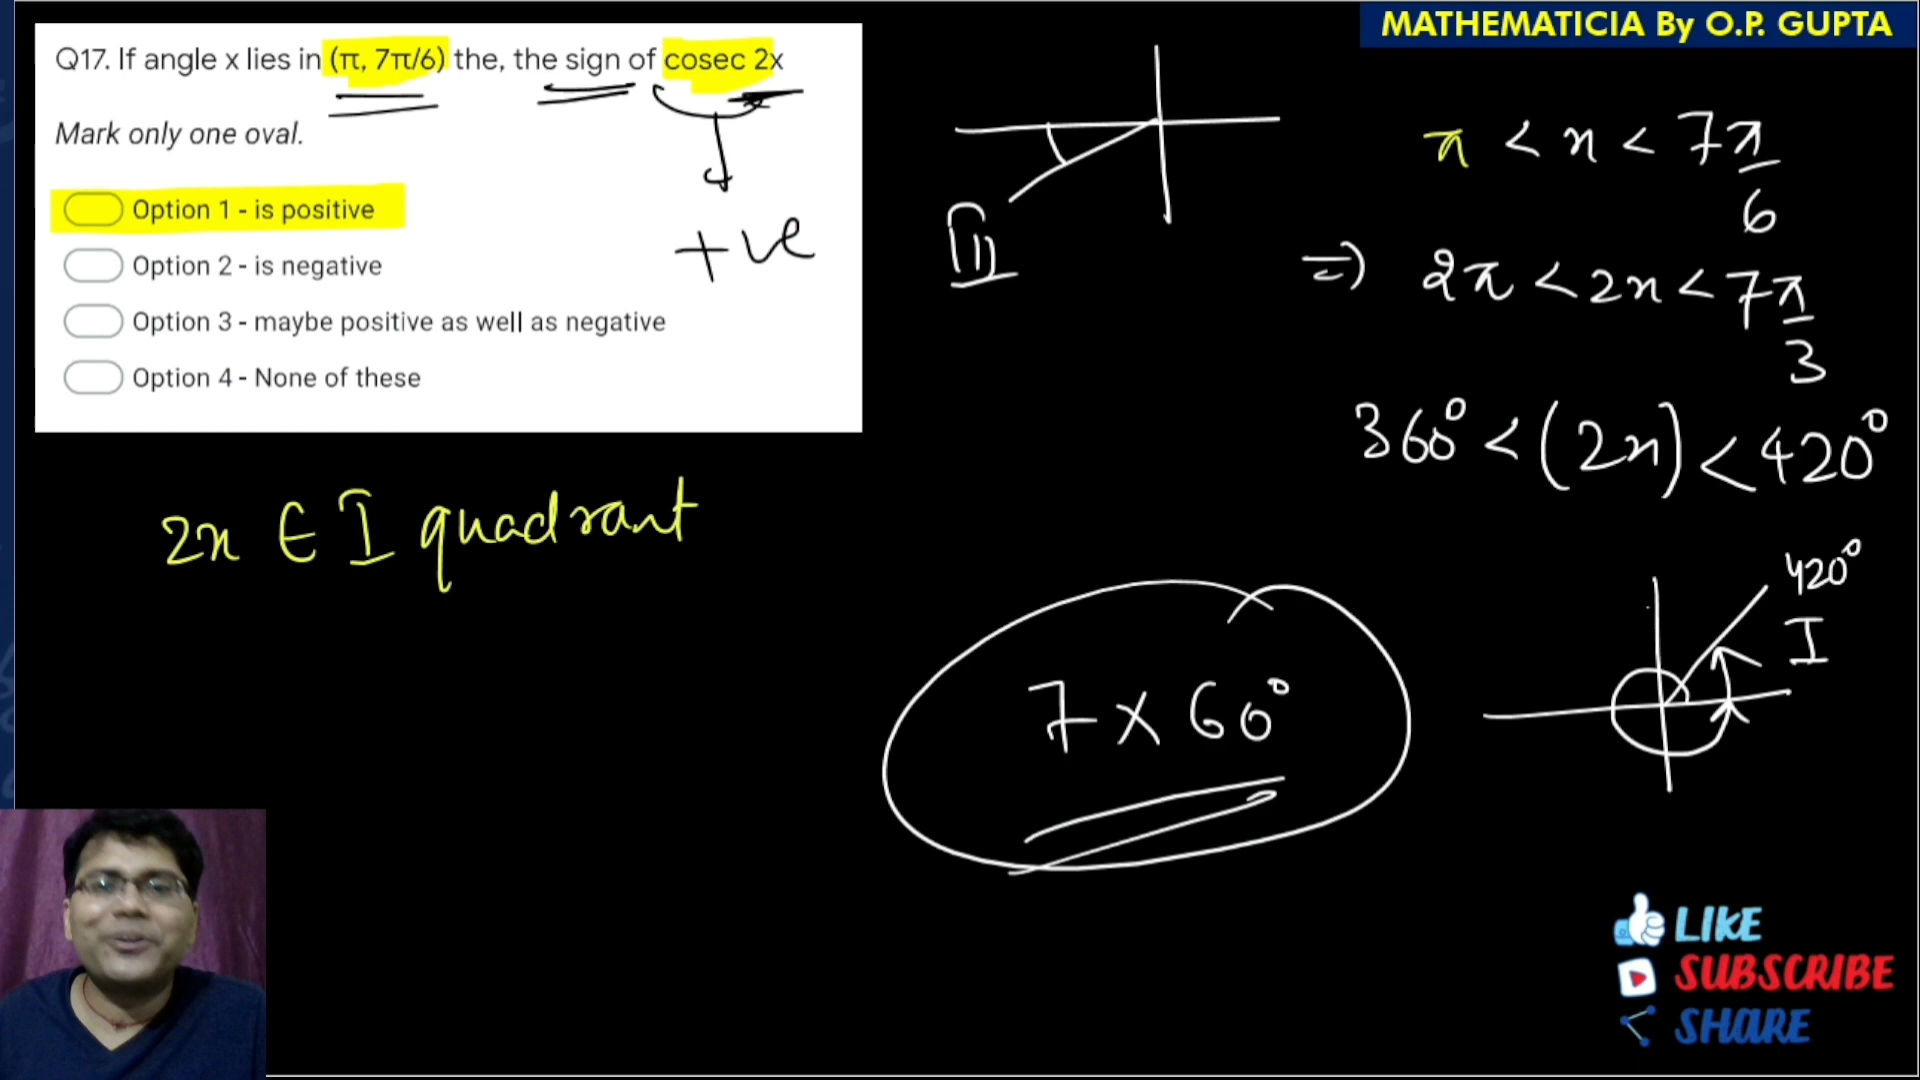 MATHEMATICIA By O.P. GUPTA
Q17. If angle x lies in (π, 7π/6) the, the sign of cosec 2x
Mark only one oval.
Option 1 - is positive
Option 2 - is negative
Option 3 - maybe positive as well as negative
Option 4 - None of these
+ve
III
π < x < 7π/6
⇒ 2π < 2x < 7π/3
360° < (2x) < 420°
2x ∈ I quadrant
7 × 60°
420°
I
LIKE
SUBSCRIBE
SHARE